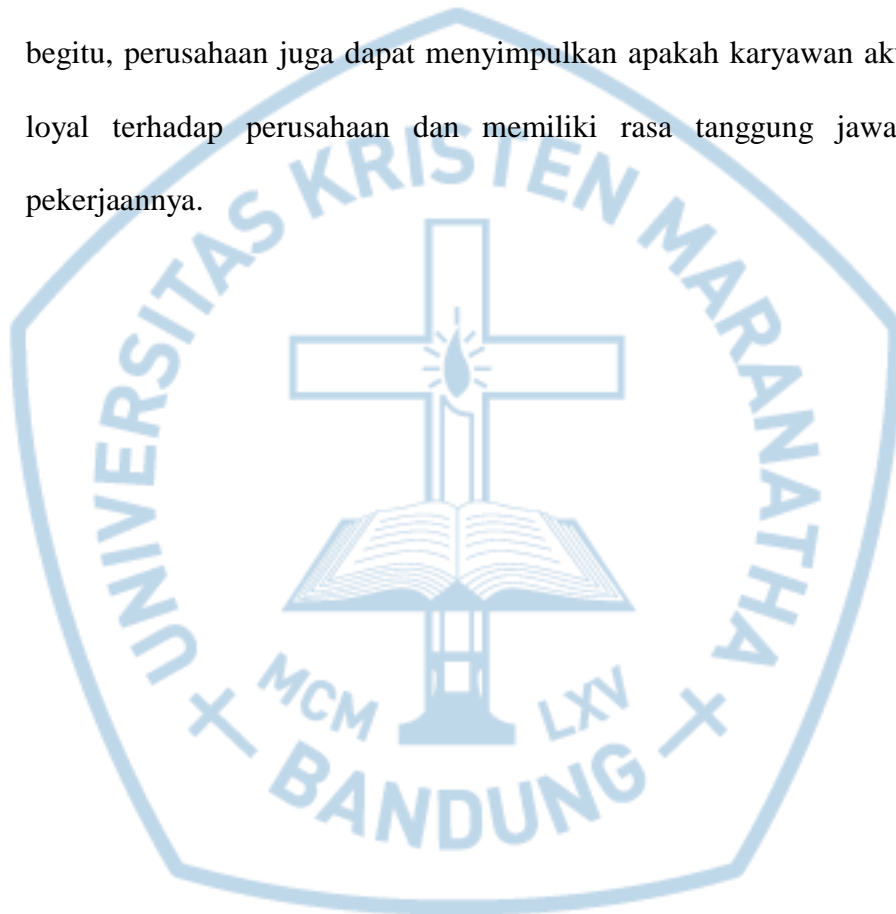 begitu, perusahaan juga dapat menyimpulkan apakah karyawan
loyal terhadap perusahaan dan memiliki rasa tanggung
pekerjaannya.
UNIVERSITAS KRISTEN MARANATHA
MCM LXV
BANDUNG